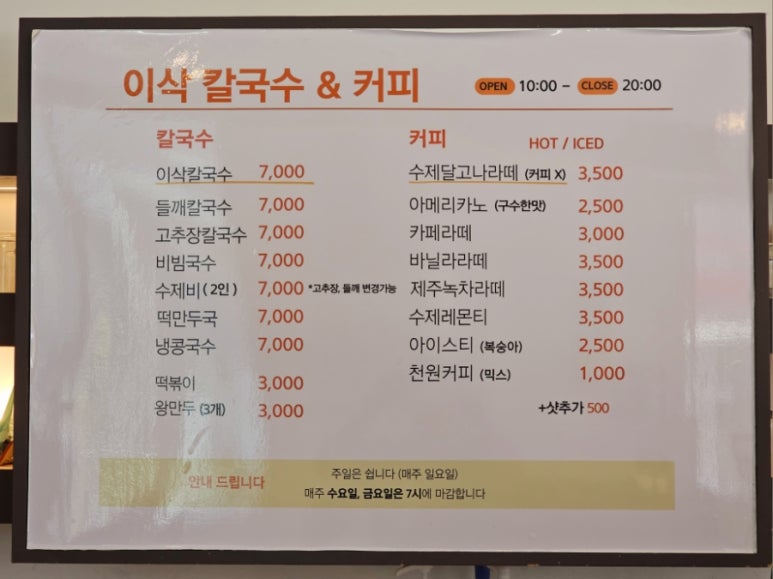 이삭 칼국수 & 커피
OPEN 10:00 – CLOSE 20:00
칼국수
이삭칼국수 7,000
들깨칼국수 7,000
고추장칼국수 7,000
비빔국수 7,000
수제비 (2인) 7,000 *고추장, 들깨 변경가능
떡만두국 7,000
냉콩국수 7,000
떡볶이 3,000
왕만두 (3개) 3,000
커피 HOT / ICED
수제달고나라떼 (커피 X) 3,500
아메리카노 (구수한맛) 2,500
카페라떼 3,000
바닐라라떼 3,500
제주녹차라떼 3,500
수제레몬티 3,500
아이스티 (복숭아) 2,500
천원커피 (믹스) 1,000
+샷추가 500
안내 드립니다
주일은 쉽니다 (매주 일요일)
매주 수요일, 금요일은 7시에 마감합니다